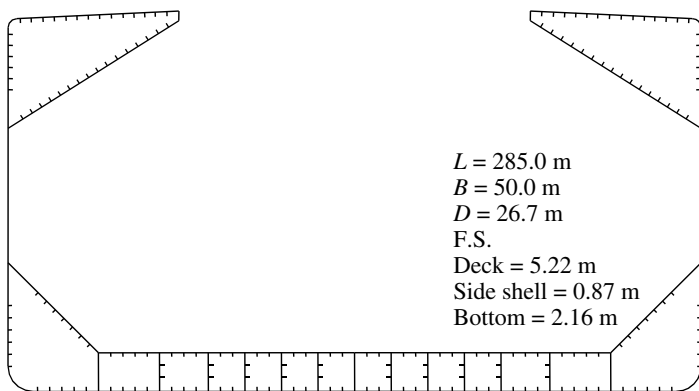 L = 285.0 m
B = 50.0 m
D = 26.7 m
F.S.
Deck = 5.22 m
Side shell = 0.87 m
Bottom = 2.16 m